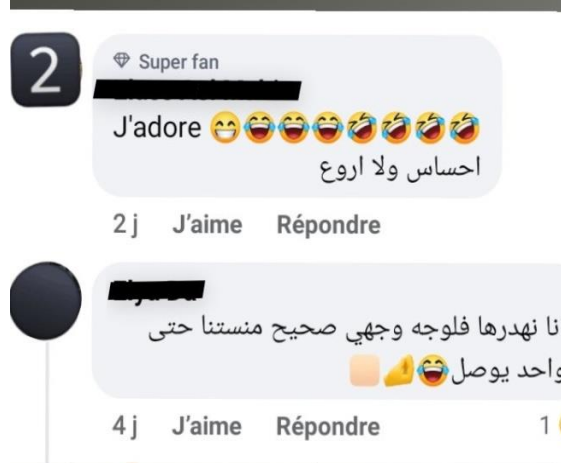 2
Super fan
J'adore 😁😂😂😂🤣🤣🤣🤣
احساس ولا اروع
2 j J'aime Répondre
انا نهدرها فلوجه وجهي صحيح منستنا حتى
واحد يوصل😂
4 j J'aime Répondre 1